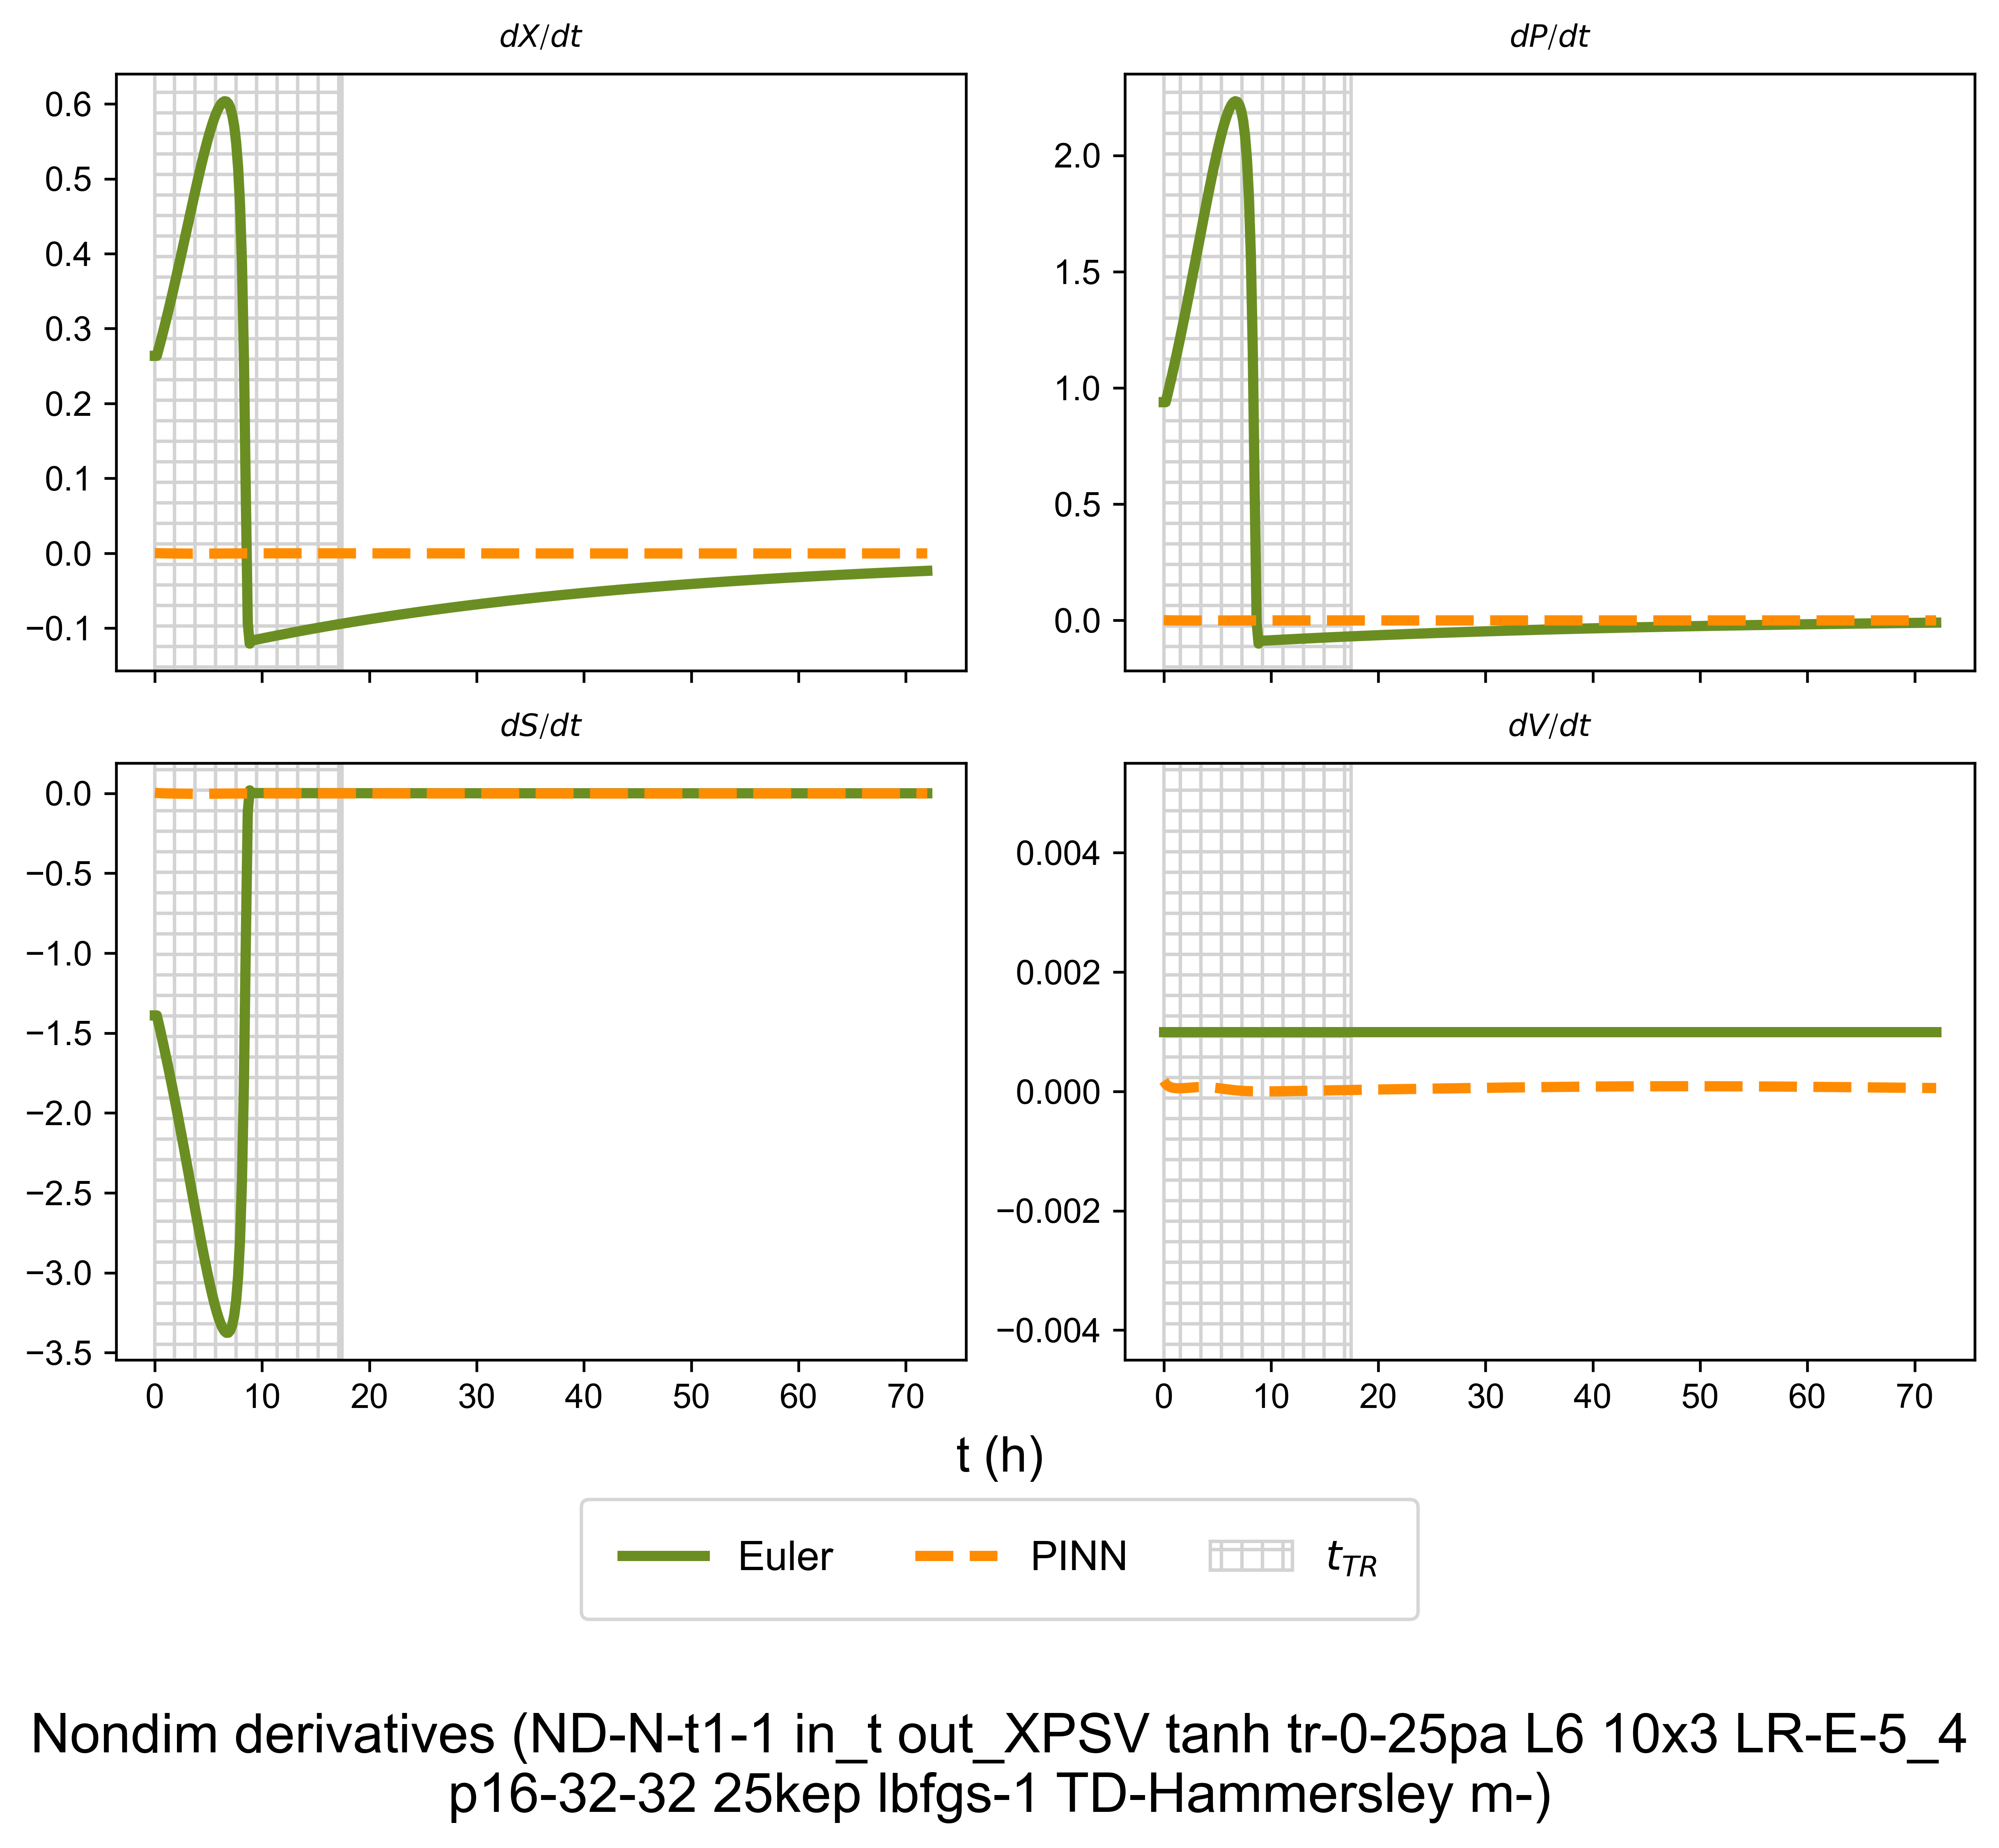 dX/dt
dP/dt
0.6
0.5
0.4
0.3
0.2
0.1
0.0
−0.1
2.0
1.5
1.0
0.5
0.0
dS/dt
dV/dt
0.0
−0.5
−1.0
−1.5
−2.0
−2.5
−3.0
−3.5
0 10 20 30 40 50 60 70
0.004
0.002
0.000
−0.002
−0.004
0 10 20 30 40 50 60 70
t (h)
Euler PINN t_TR
Nondim derivatives (ND-N-t1-1 in_t out_XPSV tanh tr-0-25pa L6 10x3 LR-E-5_4
p16-32-32 25kep lbfgs-1 TD-Hammersley m-)